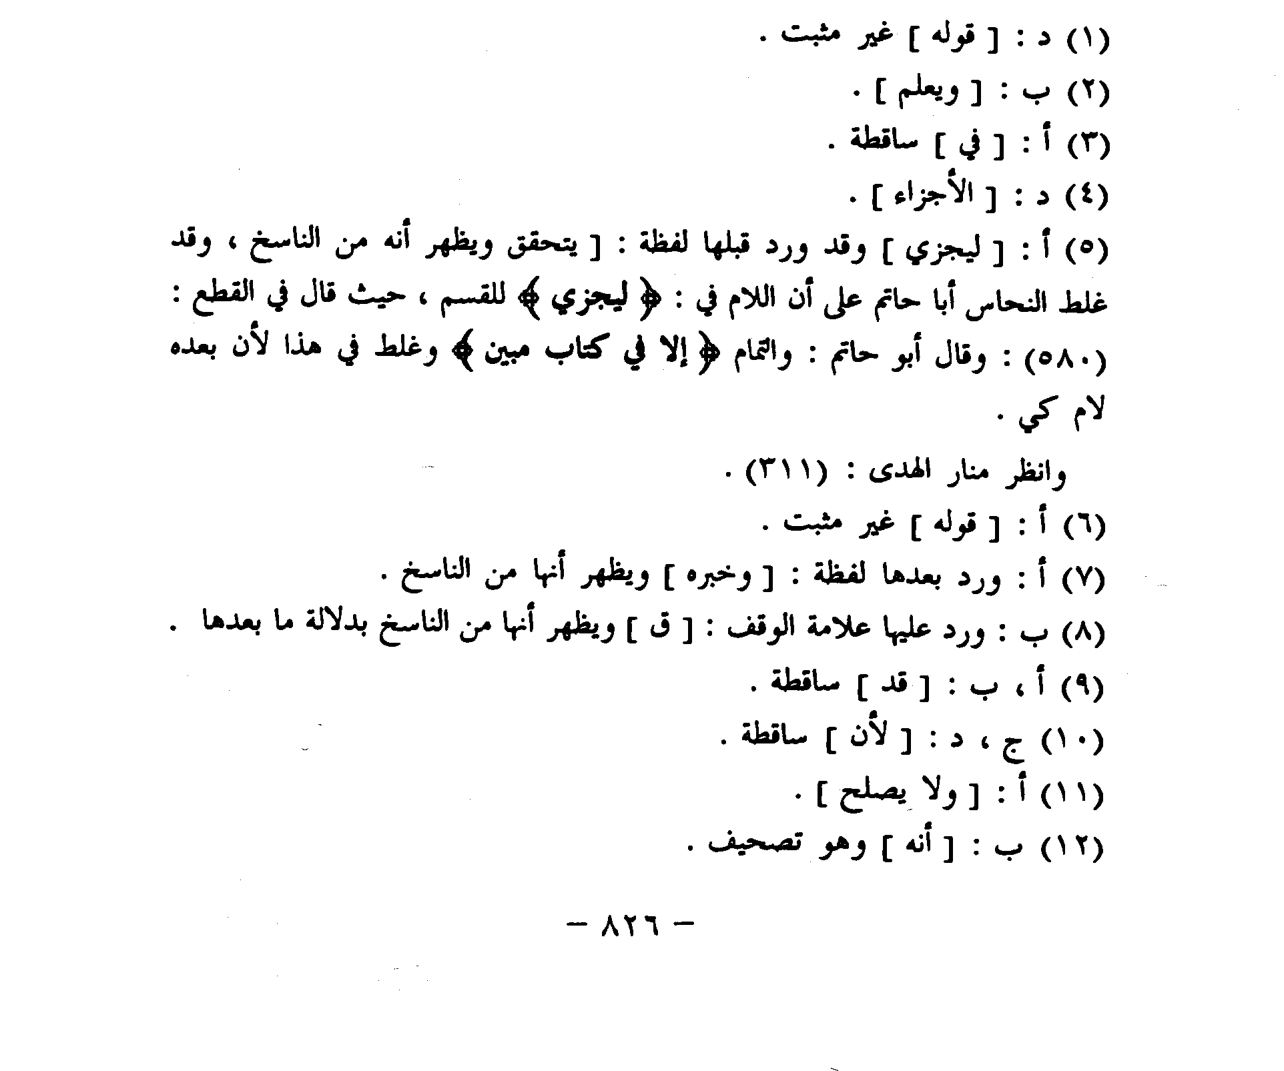 (١) د : [ قوله ] غير مثبت .
(٢) ب : [ ويعلم ] .
(٣) أ : [ في ] ساقطة .
(٤) د : [ الأجزاء ] .
(٥) أ : [ ليجزي ] وقد ورد قبلها لفظة : [ يتحقق ويظهر أنه من الناسخ ، وقد
غلط النحاس أبا حاتم على أن اللام في : ﴿ ليجزي ﴾ للقسم ، حيث قال في القطع :
(٥٨٠) : وقال أبو حاتم : والتمام ﴿ إلا في كتاب مبين ﴾ وغلط في هذا لأن بعده
لام كي .
وانظر منار الهدى : (٣١١) .
(٦) أ : [ قوله ] غير مثبت .
(٧) أ : ورد بعدها لفظة : [ وخبره ] ويظهر أنها من الناسخ .
(٨) ب : ورد عليها علامة الوقف : [ ق ] ويظهر أنها من الناسخ بدلالة ما بعدها .
(٩) أ ، ب : [ قد ] ساقطة .
(١٠) ج ، د : [ لأن ] ساقطة .
(١١) أ : [ ولا يصلح ] .
(١٢) ب : [ أنه ] وهو تصحيف .
– ٨٢٦ –